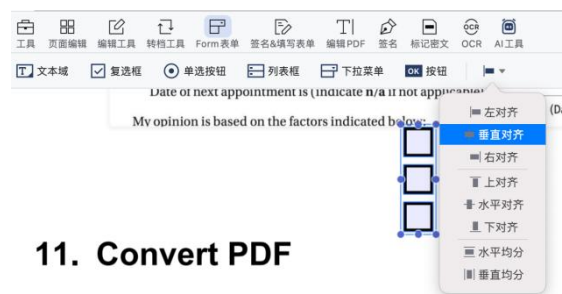 工具 页面编辑 编辑工具 转档工具 Form表单 签名&填写表单 编辑PDF 签名 标记密文 OCR AI工具
T 文本域 复选框 单选按钮 列表框 下拉菜单 OK 按钮
Date of next appointment is (Indicate n/a if not applicable)
(Da
My opinion is based on the factors indicated below:
左对齐
垂直对齐
右对齐
上对齐
水平对齐
下对齐
水平均分
垂直均分
11. Convert PDF